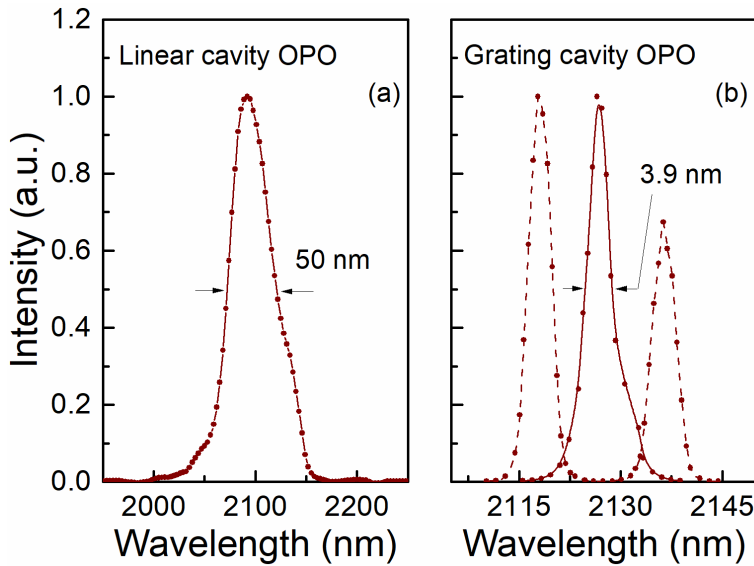 Intensity (a.u.)
1.2
1.0
0.8
0.6
0.4
0.2
0.0
Linear cavity OPO
(a)
50 nm
2000 2100 2200
Wavelength (nm)
Grating cavity OPO
(b)
3.9 nm
2115 2130 2145
Wavelength (nm)